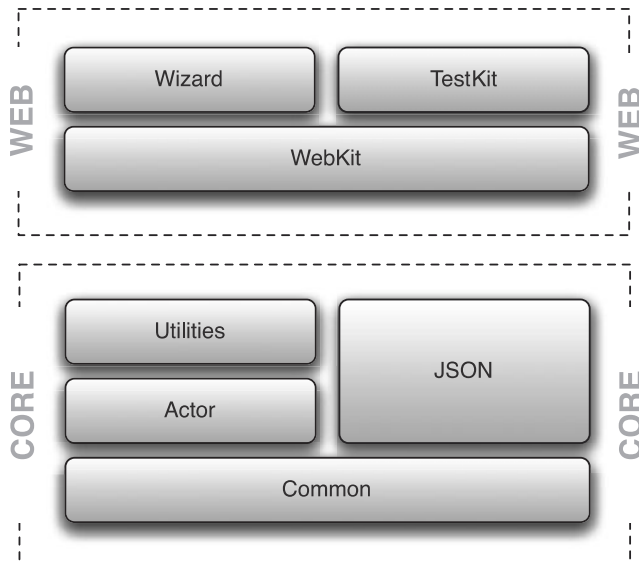 WEB
WEB
Wizard
TestKit
WebKit
CORE
CORE
Utilities
JSON
Actor
Common